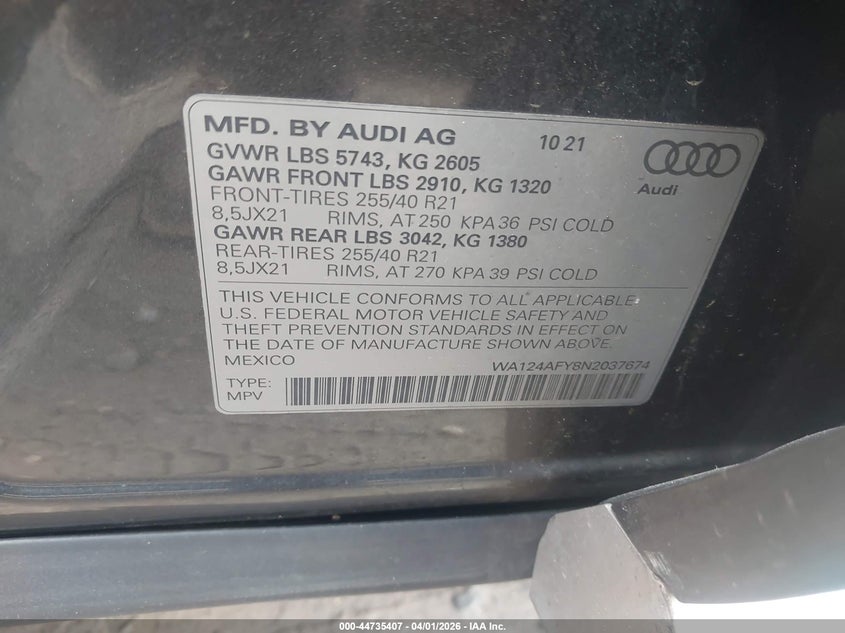 MFD. BY AUDI AG 10 21
GVWR LBS 5743, KG 2605
GAWR FRONT LBS 2910, KG 1320
Audi
FRONT-TIRES 255/40 R21
8,5JX21 RIMS, AT 250 KPA 36 PSI COLD
GAWR REAR LBS 3042, KG 1380
REAR-TIRES 255/40 R21
8,5JX21 RIMS, AT 270 KPA 39 PSI COLD
THIS VEHICLE CONFORMS TO ALL APPLICABLE
U.S. FEDERAL MOTOR VEHICLE SAFETY AND
THEFT PREVENTION STANDARDS IN EFFECT ON
THE DATE OF MANUFACTURE SHOWN ABOVE.
MEXICO WA124AFY8N2037674
TYPE:
MPV
000-44735407 - 04/01/2026 - IAA Inc.